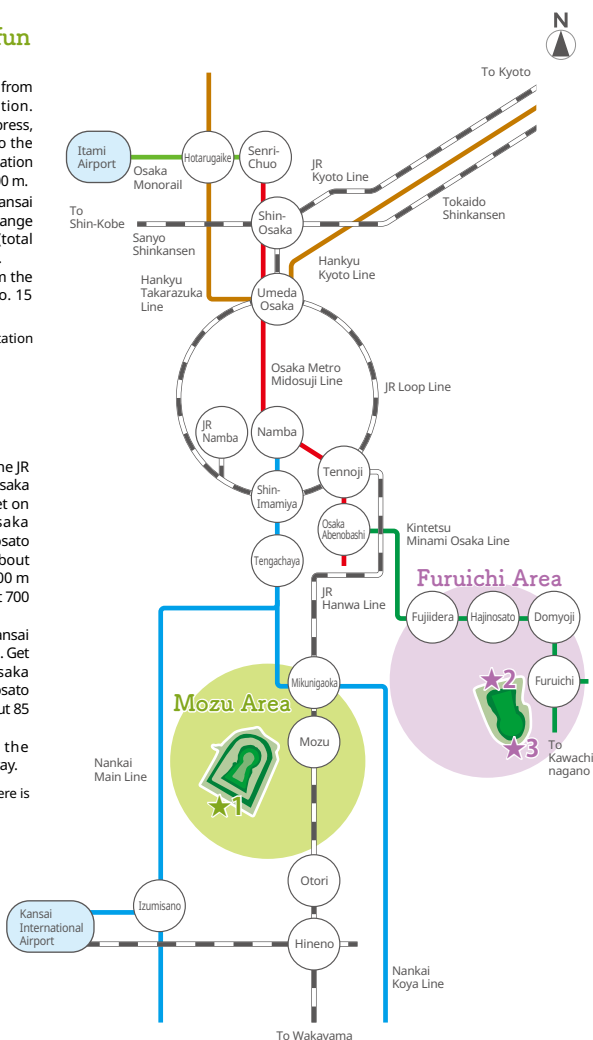 fun
from
tion.
press,
o the
ation
0 m.
ansai
ange
(total
.
m the
o. 15
tation
he JR
saka
et on
saka
osato
bout
00 m
t 700
ansai
. Get
saka
osato
ut 85
the
ay.
ere is
N
To Kyoto
Itami
Airport
Osaka
Monorail
Hotarugaike
Senri-
Chuo
JR
Kyoto Line
Tokaido
Shinkansen
To
Shin-Kobe
Sanyo
Shinkansen
Shin-
Osaka
Hankyu
Kyoto Line
Hankyu
Takarazuka
Line
Umeda
Osaka
Osaka Metro
Midosuji Line
JR Loop Line
JR
Namba
Namba
Tennoji
Shin-
Imamiya
Osaka
Abenobashi
Kintetsu
Minami Osaka Line
Tengachaya
JR
Hanwa Line
Furuichi Area
Fujiidera
Hajinosato
Domyoji
Furuichi
★2
★3
To
Kawachi
nagano
Mikunigaoka
Mozu Area
Mozu
★1
Nankai
Main Line
Otori
Izumisano
Kansai
International
Airport
Hineno
Nankai
Koya Line
To Wakayama